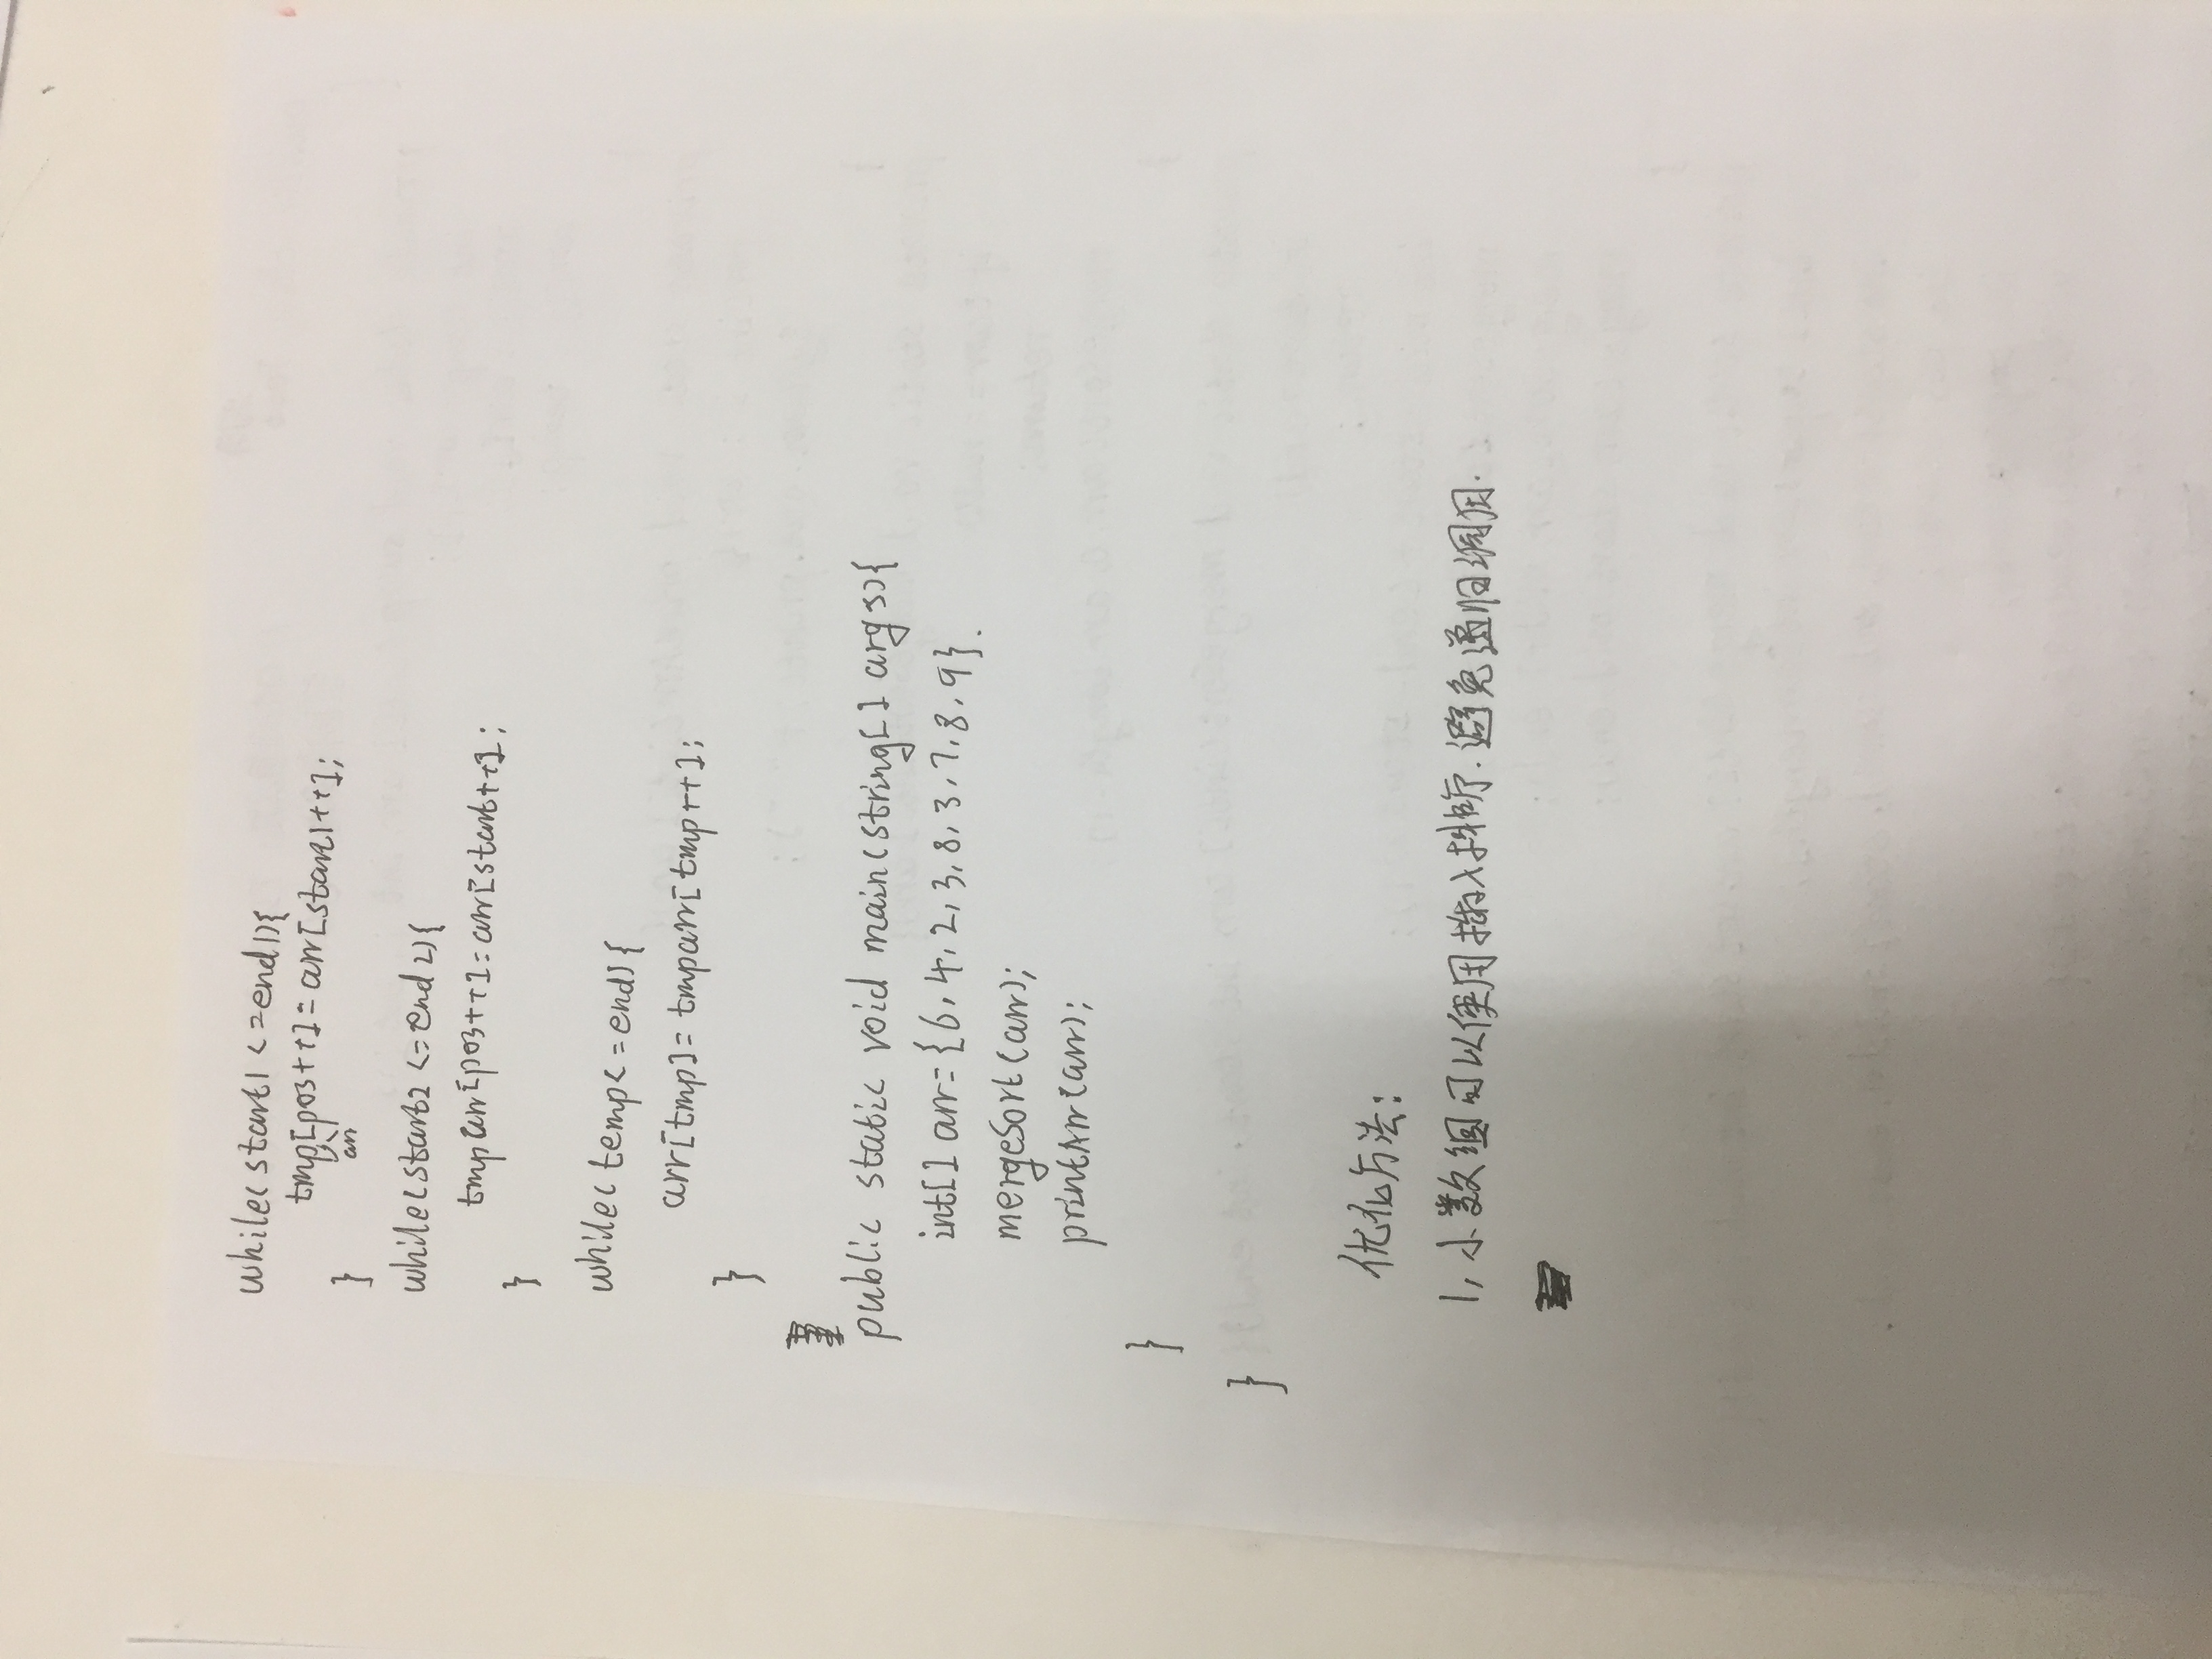 while(start1<=end1){
tmp[pos++]=arr[start1++];
arr
}
while(start2<=end2){
tmparr[pos++]=arr[start++];
}
while(temp<=end){
arr[tmp]=tmparr[tmp++];
}
public static void main(string[] args){
int[] arr={6,4,2,3,8,3,7,8,9}.
mergeSort(arr);
printArr(arr);
}
}
优化方法:
1,小数组可以使用插入排序.避免递归调用.